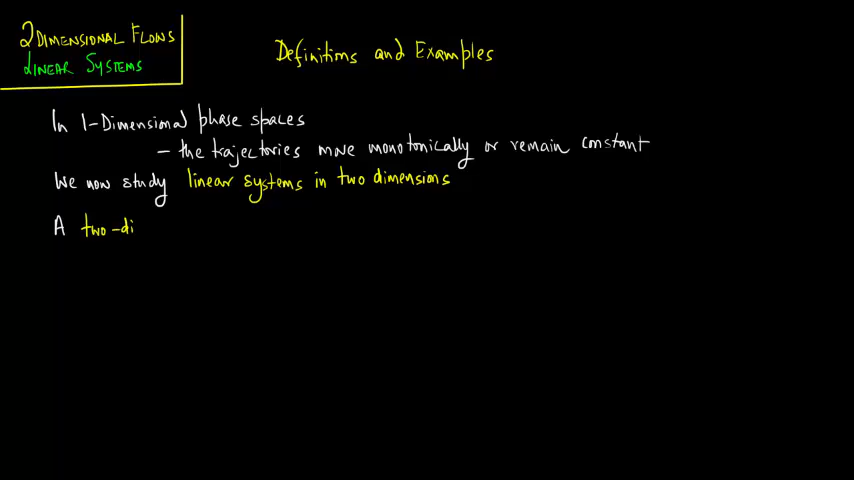 2 Dimensional Flows
Linear Systems
Definitions and Examples
In 1-Dimensional phase spaces
- the trajectories move monotonically or remain constant
We now study linear systems in two dimensions
A two-di